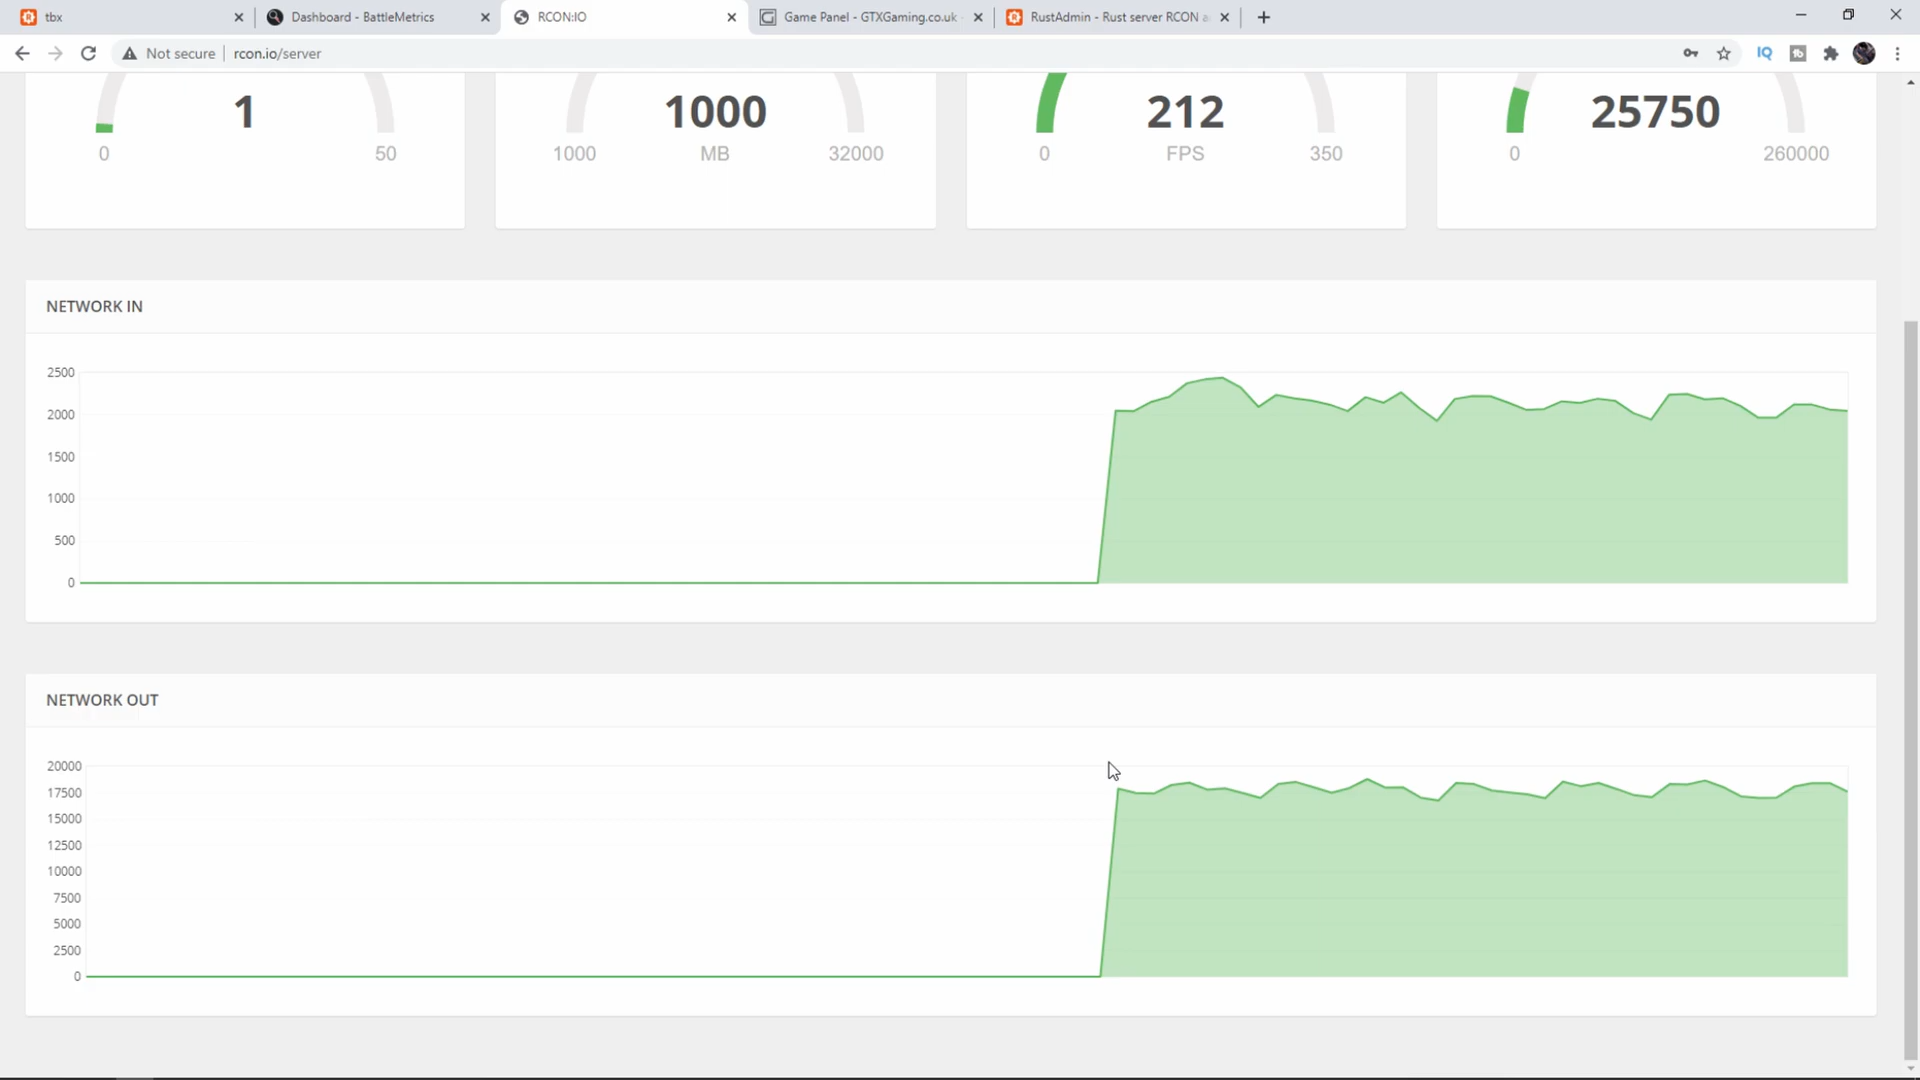 tbx
Dashboard - BattleMetrics
RCON:IO
Game Panel - GTXGaming.co.uk
RustAdmin - Rust server RCON a
Not secure
rcon.io/server
1
0
50
1000
1000
MB
32000
212
0
FPS
350
25750
0
260000
NETWORK IN
2500
2000
1500
1000
500
0
NETWORK OUT
20000
17500
15000
12500
10000
7500
5000
2500
0